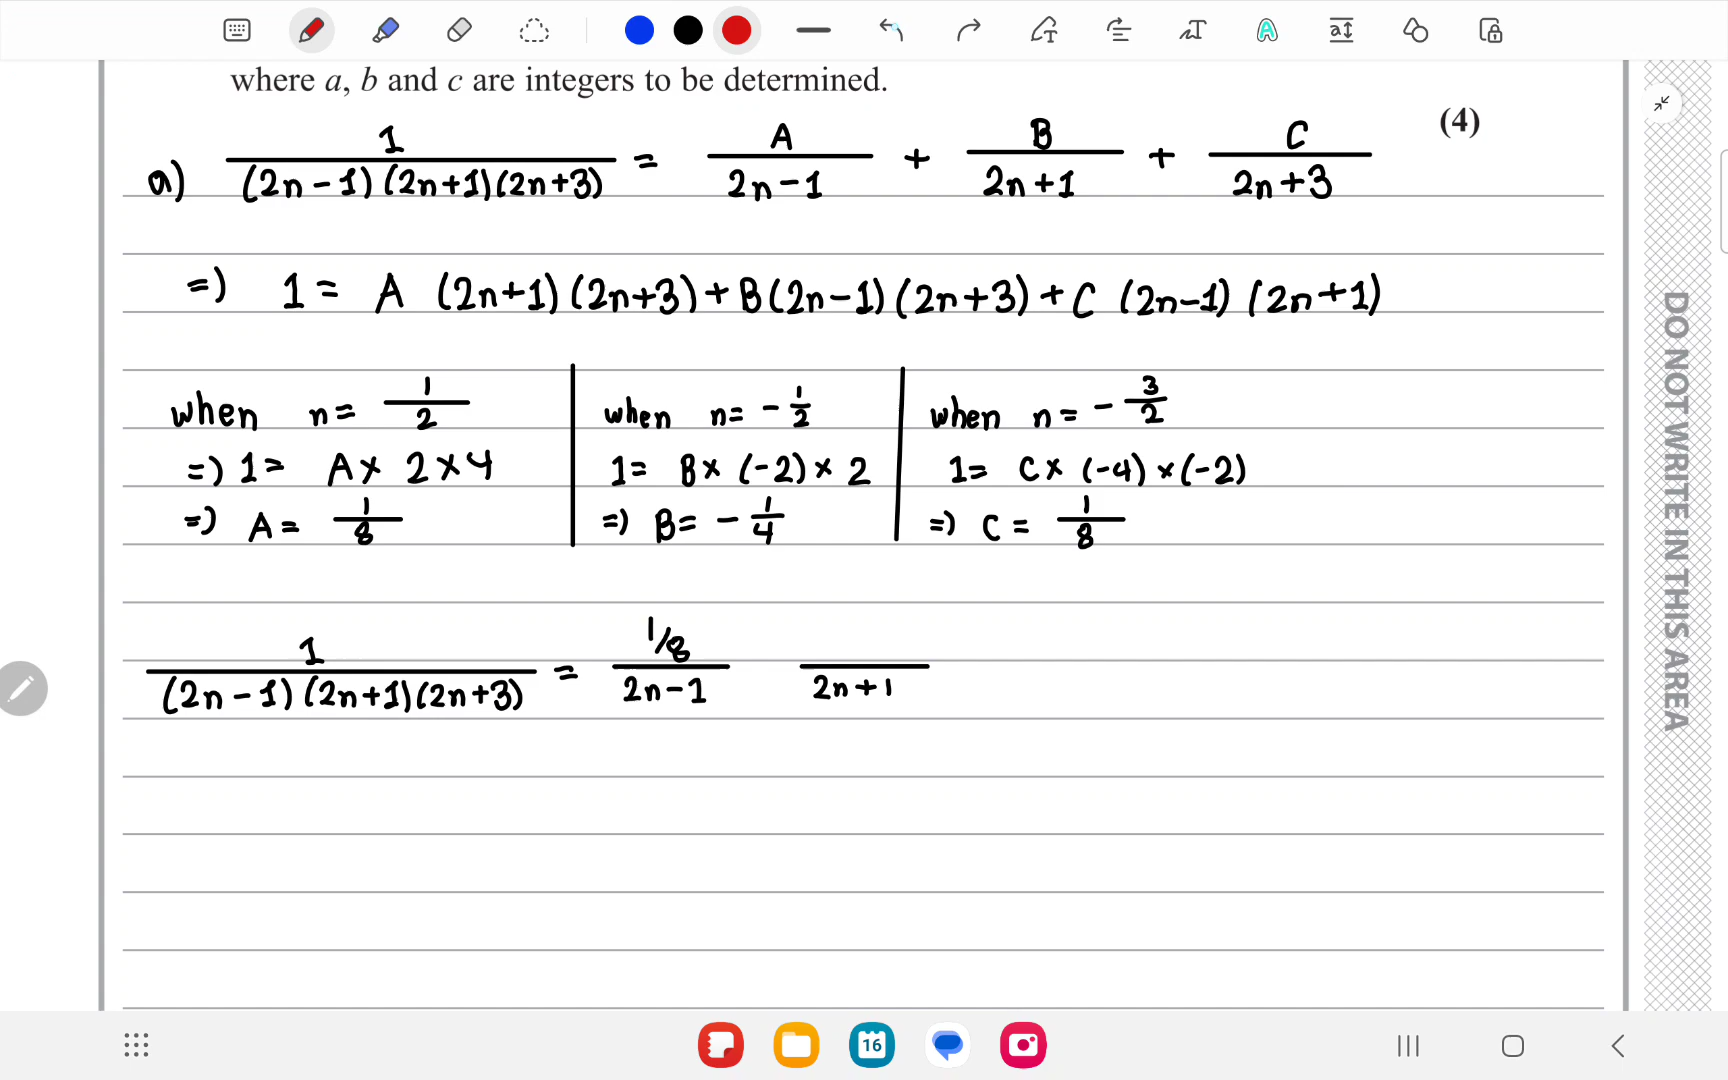 where a, b and c are integers to be determined.
(4)
a) 1/((2n-1)(2n+1)(2n+3)) = A/(2n-1) + B/(2n+1) + C/(2n+3)
=) 1 = A (2n+1)(2n+3) + B(2n-1)(2n+3) + C (2n-1) (2n+1)
when n = 1/2
=) 1 = A × 2 × 4
=) A = 1/8
when n = - 1/2
1 = B × (-2) × 2
=) B = - 1/4
when n = - 3/2
1 = C × (-4) × (-2)
=) C = 1/8
1/((2n-1)(2n+1)(2n+3)) = (1/8)/(2n-1) /(2n+1)
DO NOT WRITE IN THIS AREA
16